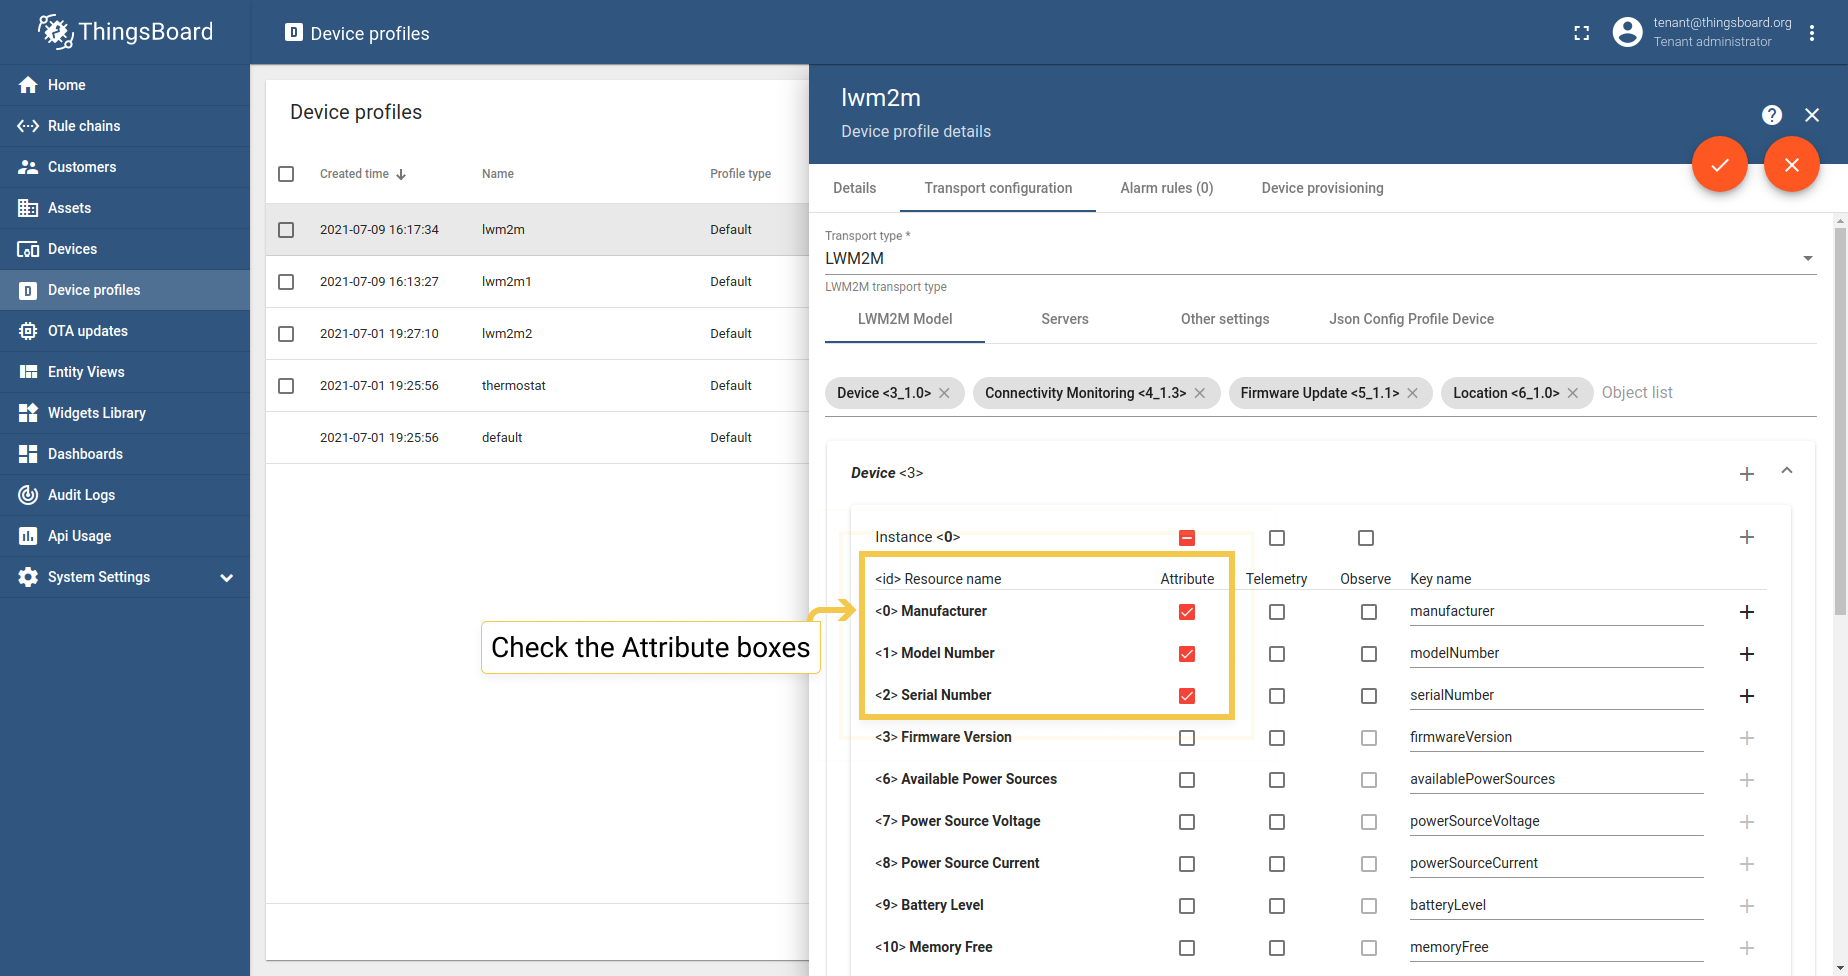 ThingsBoard
D Device profiles
tenant@thingsboard.org
Tenant administrator
Home
Rule chains
Customers
Assets
Devices
D Device profiles
OTA updates
Entity Views
Widgets Library
Dashboards
Audit Logs
Api Usage
System Settings
Device profiles
Created time Name Profile type
2021-07-09 16:17:34 lwm2m Default
2021-07-09 16:13:27 lwm2m1 Default
2021-07-01 19:27:10 lwm2m2 Default
2021-07-01 19:25:56 thermostat Default
2021-07-01 19:25:56 default Default
Check the Attribute boxes
lwm2m
Device profile details
?
Details Transport configuration Alarm rules (0) Device provisioning
Transport type *
LWM2M
LWM2M transport type
LWM2M Model Servers Other settings Json Config Profile Device
Device <3_1.0> Connectivity Monitoring <4_1.3> Firmware Update <5_1.1> Location <6_1.0> Object list
Device <3>
Instance <0>
<id> Resource name Attribute Telemetry Observe Key name
<0> Manufacturer manufacturer
<1> Model Number modelNumber
<2> Serial Number serialNumber
<3> Firmware Version firmwareVersion
<6> Available Power Sources availablePowerSources
<7> Power Source Voltage powerSourceVoltage
<8> Power Source Current powerSourceCurrent
<9> Battery Level batteryLevel
<10> Memory Free memoryFree